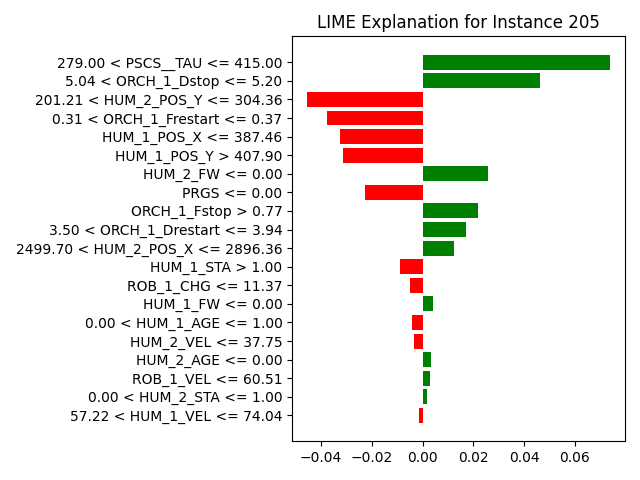 LIME Explanation for Instance 205
279.00 < PSCS__TAU <= 415.00
5.04 < ORCH_1_Dstop <= 5.20
201.21 < HUM_2_POS_Y <= 304.36
0.31 < ORCH_1_Frestart <= 0.37
HUM_1_POS_X <= 387.46
HUM_1_POS_Y > 407.90
HUM_2_FW <= 0.00
PRGS <= 0.00
ORCH_1_Fstop > 0.77
3.50 < ORCH_1_Drestart <= 3.94
2499.70 < HUM_2_POS_X <= 2896.36
HUM_1_STA > 1.00
ROB_1_CHG <= 11.37
HUM_1_FW <= 0.00
0.00 < HUM_1_AGE <= 1.00
HUM_2_VEL <= 37.75
HUM_2_AGE <= 0.00
ROB_1_VEL <= 60.51
0.00 < HUM_2_STA <= 1.00
57.22 < HUM_1_VEL <= 74.04
−0.04 −0.02 0.00 0.02 0.04 0.06